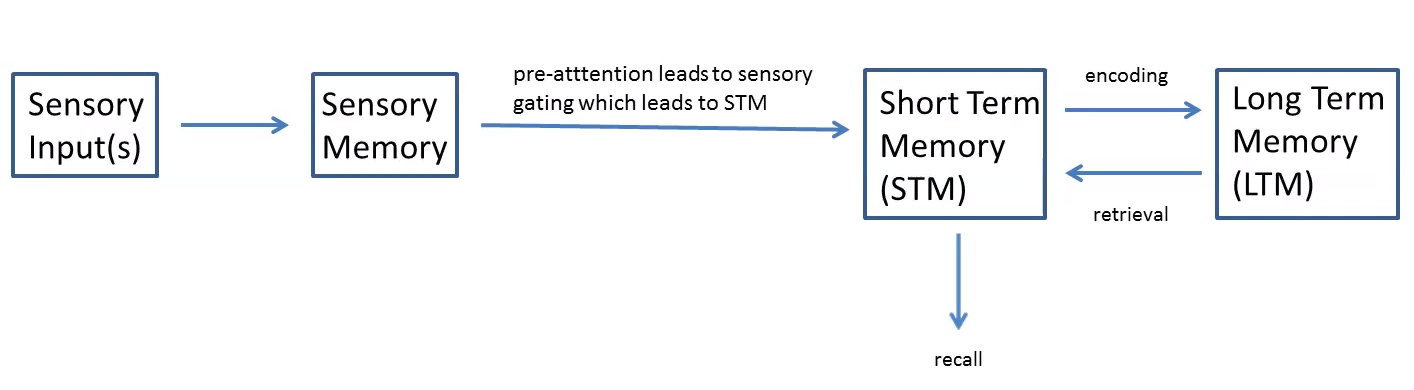 Sensory
Input(s)
Sensory
Memory
pre-atttention leads to sensory
gating which leads to STM
Short Term
Memory
(STM)
encoding
retrieval
Long Term
Memory
(LTM)
recall